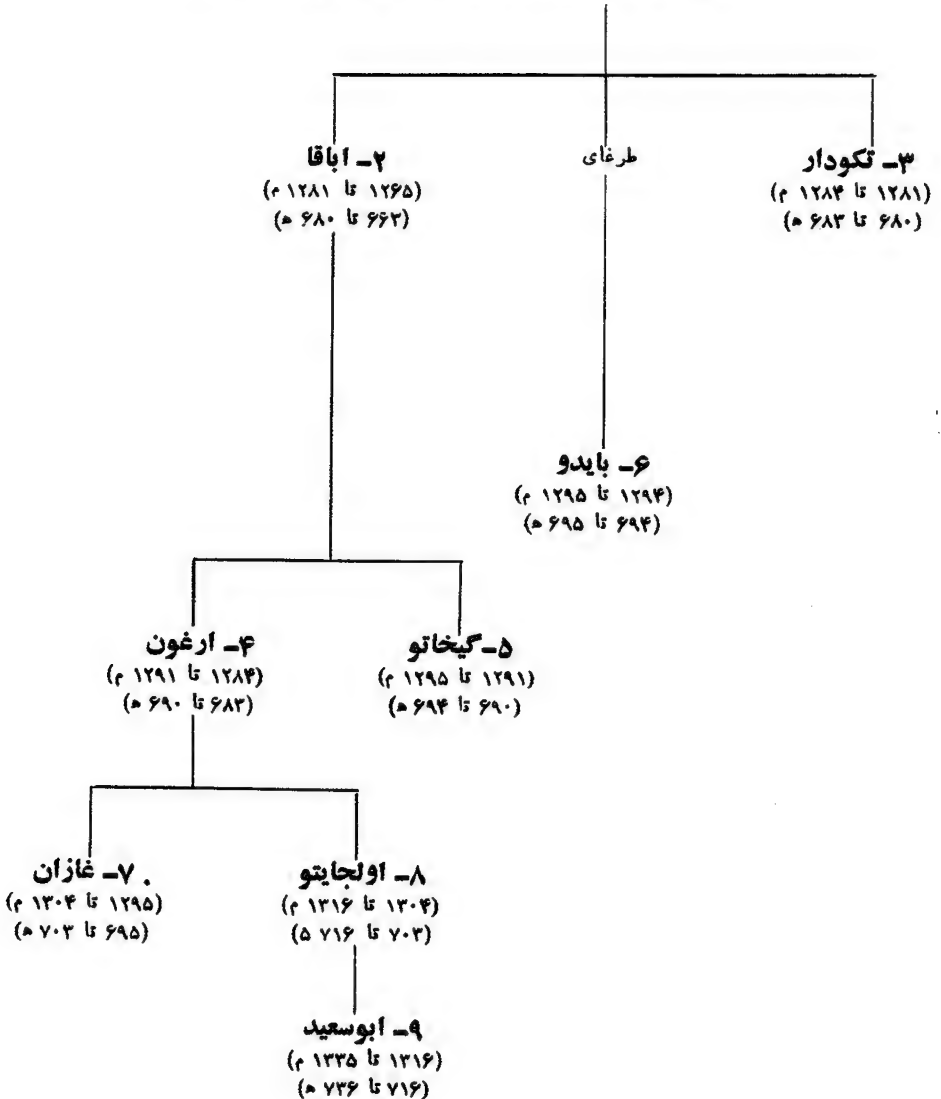 ۳ـ تکودار
(۱۲۸۱ تا ۱۲۸۴ م)
(۶۸۰ تا ۶۸۳ ه)
طرغای
۲ـ اباقا
(۱۲۶۵ تا ۱۲۸۱ م)
(۶۶۳ تا ۶۸۰ ه)
۶ـ بایدو
(۱۲۹۴ تا ۱۲۹۵ م)
(۶۹۴ تا ۶۹۵ ه)
۵ـ گیخاتو
(۱۲۹۱ تا ۱۲۹۵ م)
(۶۹۰ تا ۶۹۴ ه)
۴ـ ارغون
(۱۲۸۴ تا ۱۲۹۱ م)
(۶۸۳ تا ۶۹۰ ه)
۸ـ اولجایتو
(۱۳۰۴ تا ۱۳۱۶ م)
(۷۰۳ تا ۷۱۶ ۵
۷ـ غازان
(۱۲۹۵ تا ۱۳۰۴ م)
(۶۹۵ تا ۷۰۳ ه)
۹ـ ابوسعید
(۱۳۱۶ تا ۱۳۳۵ م)
(۷۱۶ تا ۷۳۶ ه)